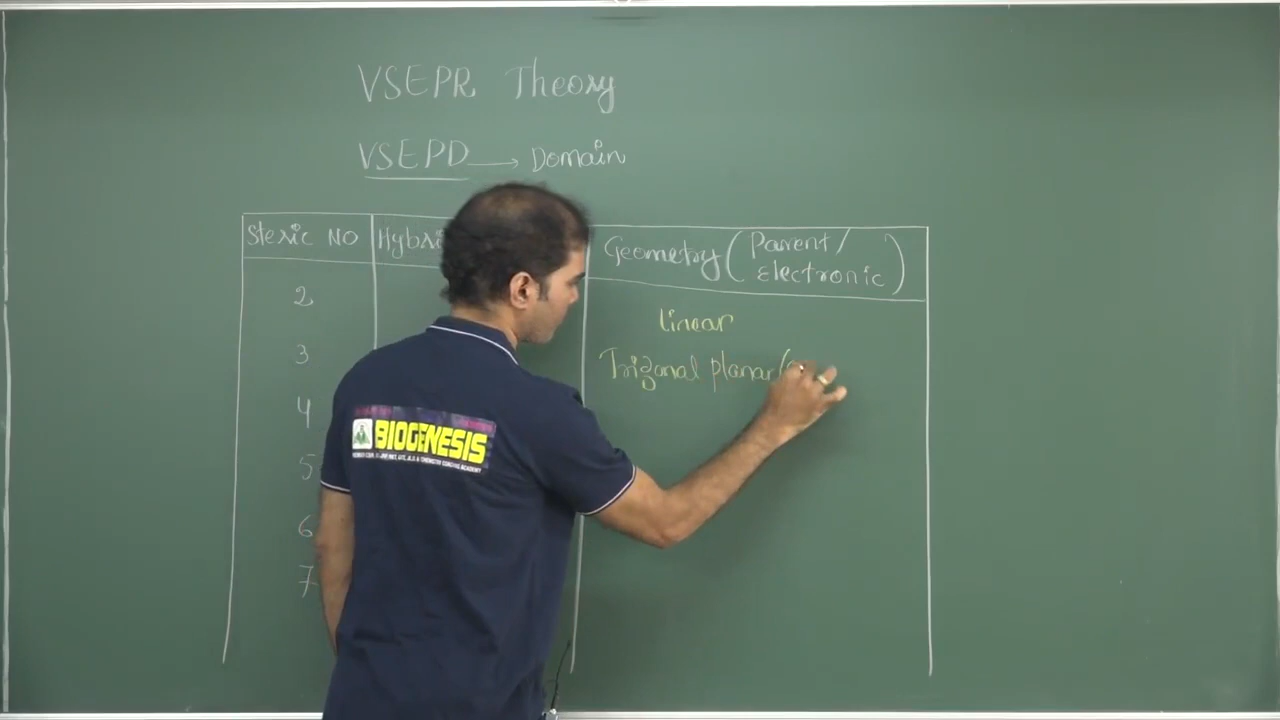 VSEPR Theory
VSEPD → Domain
Steric NO
Geometry (Parent/
electronic)
2
linear
3
Trigonal planar (
4
5
6
7
BIOGENESIS